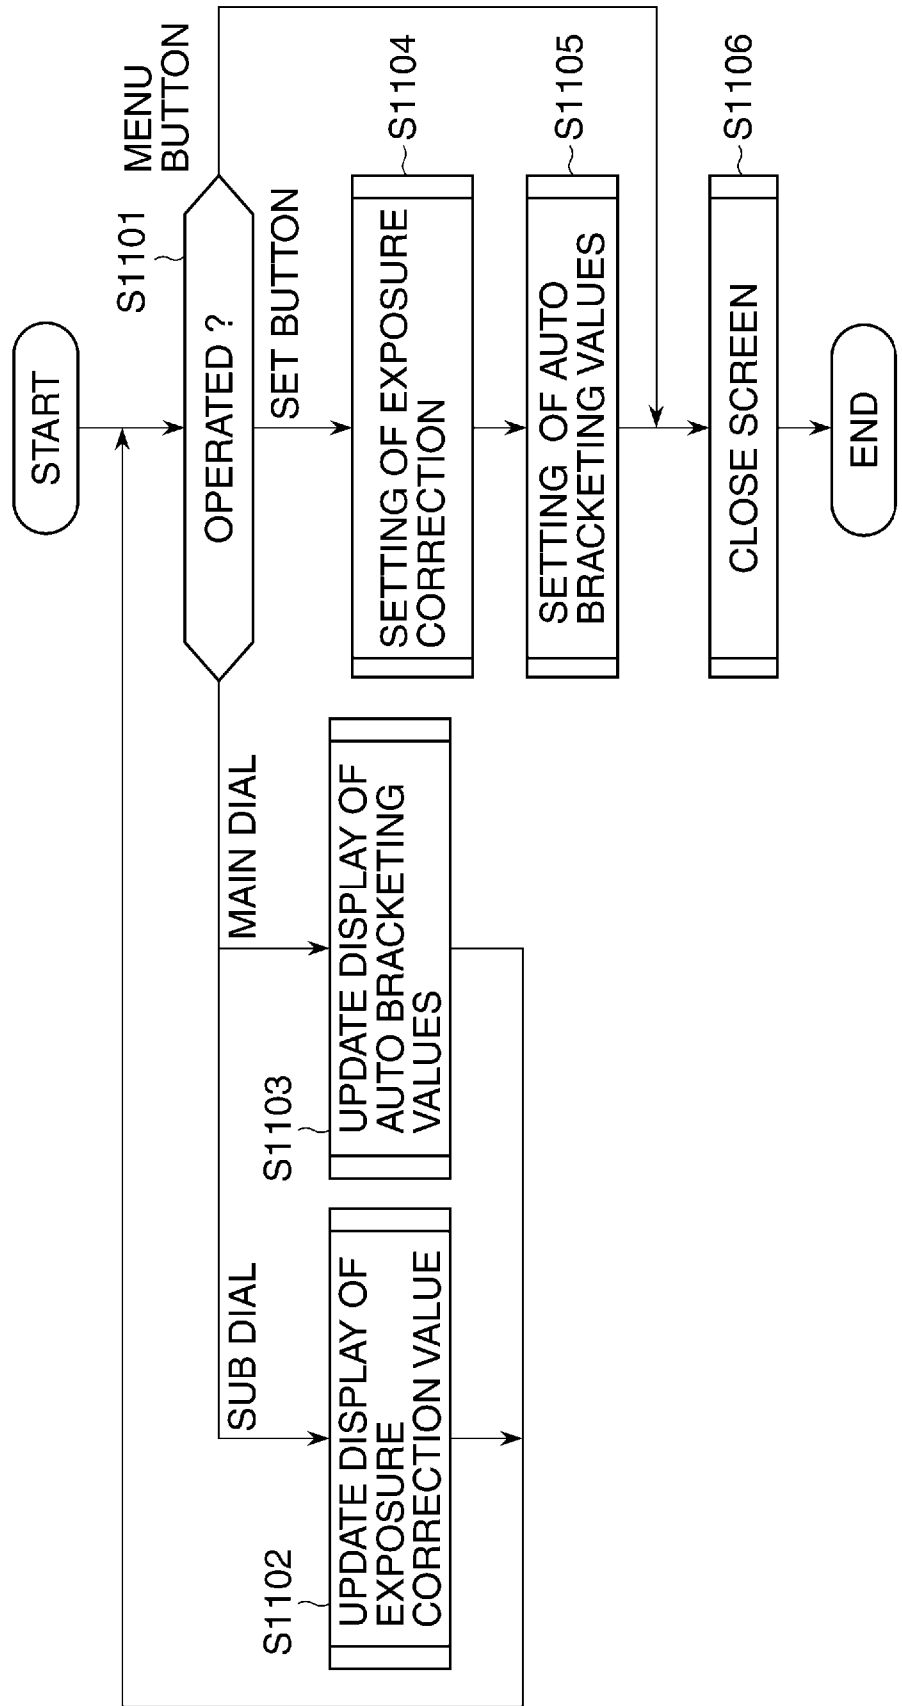 START
S1101
MENU
BUTTON
OPERATED ?
SET BUTTON
MAIN DIAL
SUB DIAL
S1102
UPDATE DISPLAY OF
EXPOSURE
CORRECTION VALUE
S1103
UPDATE DISPLAY OF
AUTO BRACKETING
VALUES
SETTING OF EXPOSURE
CORRECTION
S1104
SETTING OF AUTO
BRACKETING VALUES
S1105
CLOSE SCREEN
S1106
END